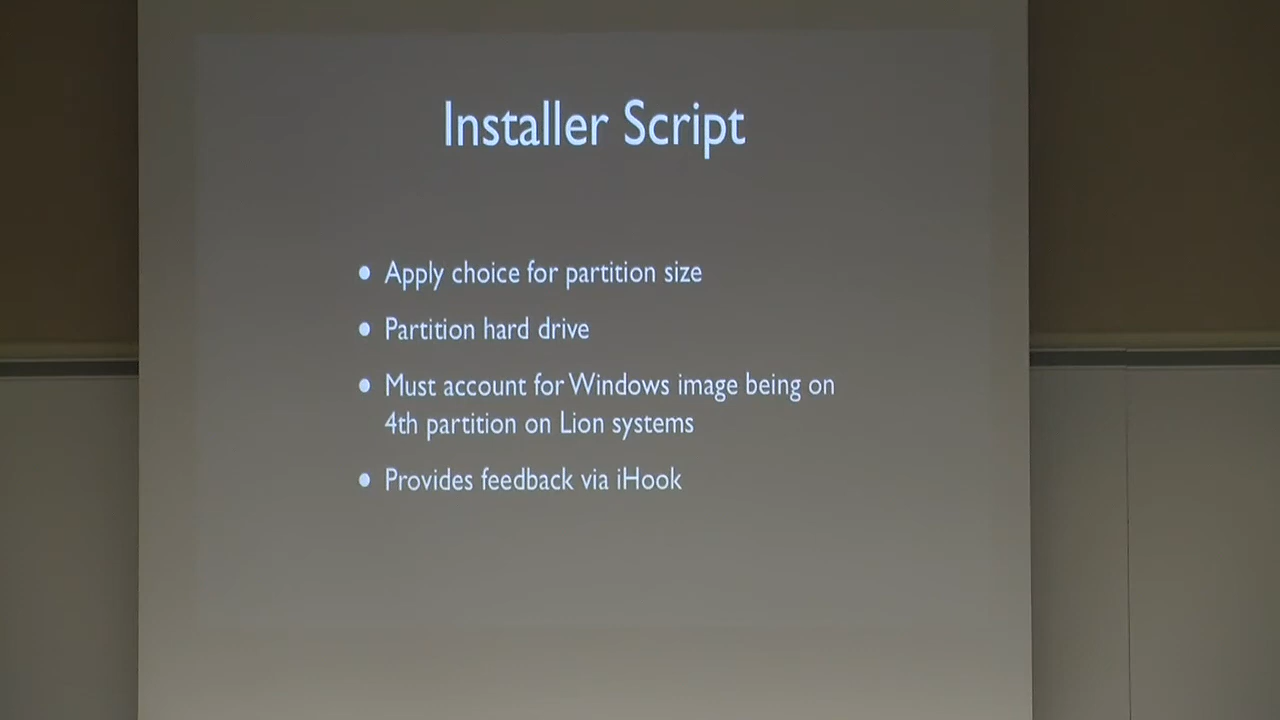 Installer Script
• Apply choice for partition size
• Partition hard drive
• Must account for Windows image being on
4th partition on Lion systems
• Provides feedback via iHook